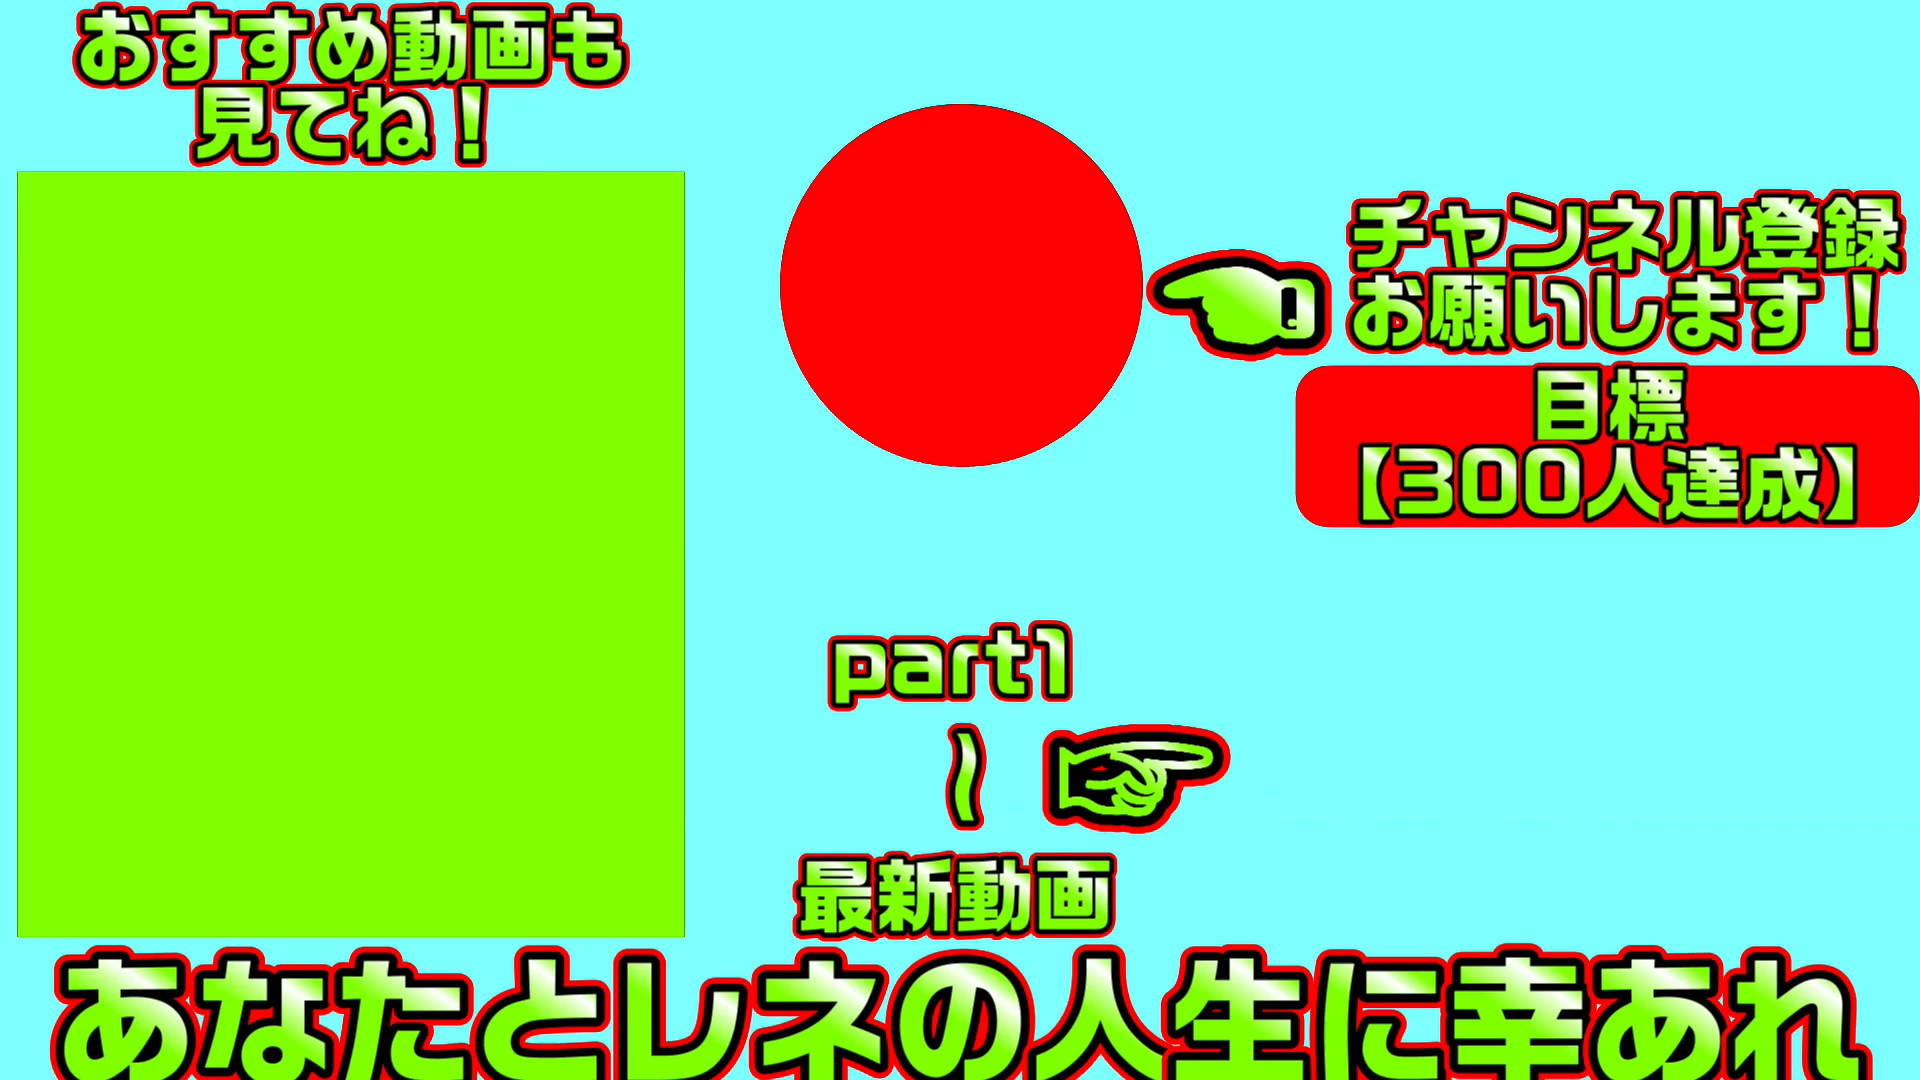 おすすめ動画も
見てね！
チャンネル登録
お願いします！
目標
【300人達成】
part1
～
最新動画
あなたとレネの人生に幸あれ